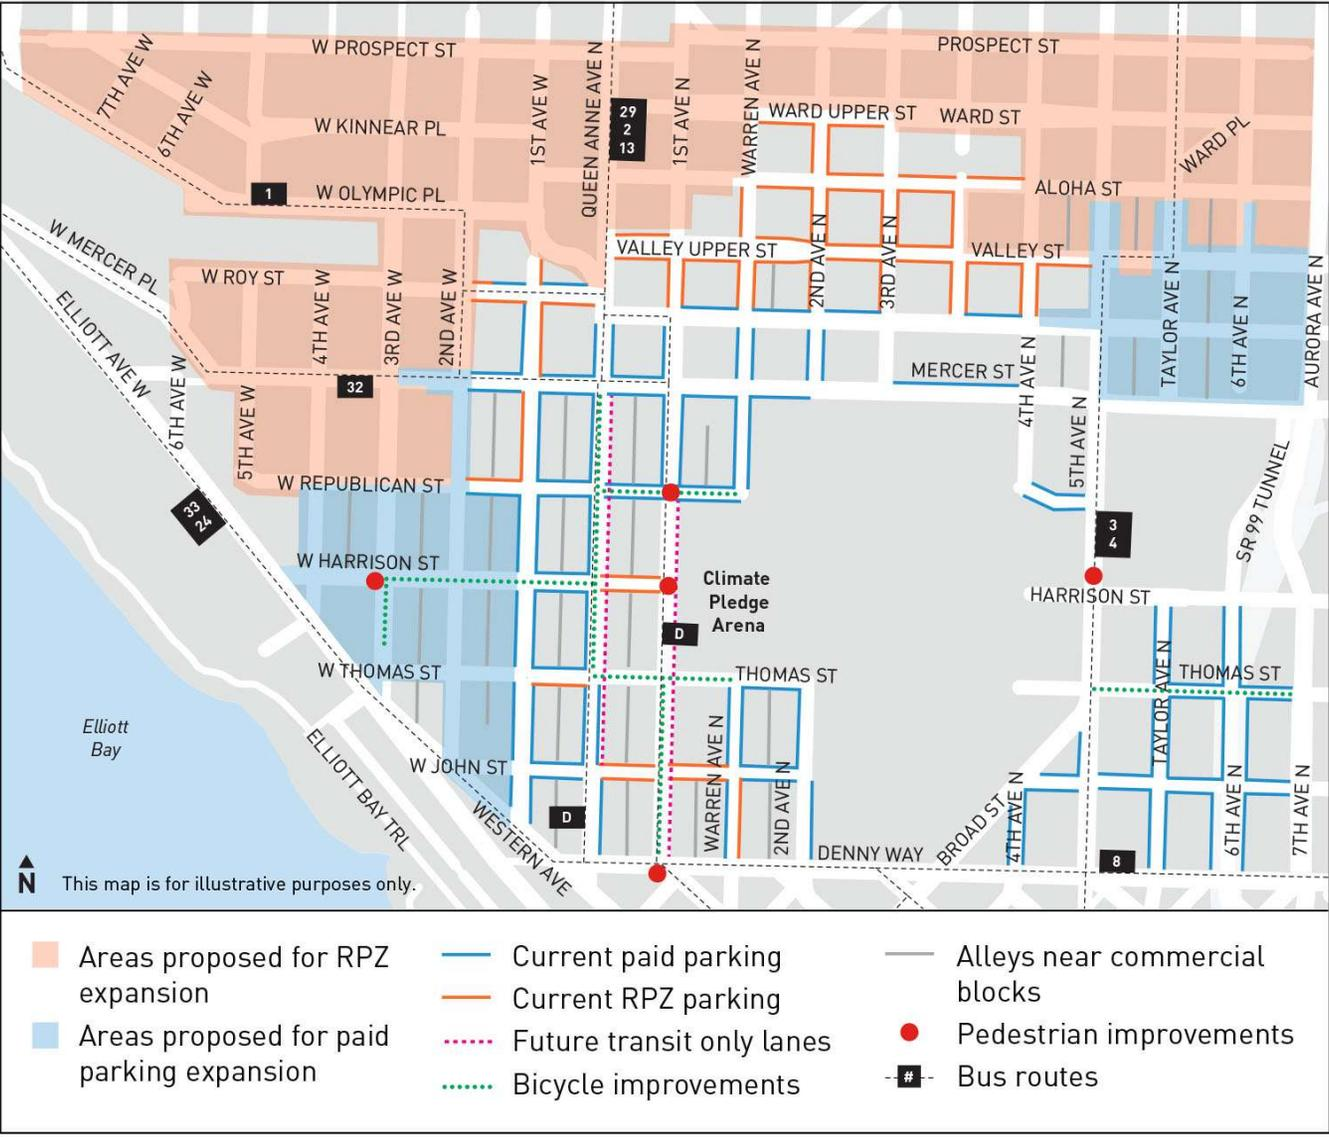 W PROSPECT ST
PROSPECT ST
7TH AVE W
6TH AVE W
1ST AVE W
QUEEN ANNE AVE N
29
2
13
1ST AVE N
WARREN AVE N
WARD UPPER ST
WARD ST
WARD PL
W KINNEAR PL
1
W OLYMPIC PL
ALOHA ST
W MERCER PL
VALLEY UPPER ST
2ND AVE N
3RD AVE N
VALLEY ST
W ROY ST
4TH AVE W
3RD AVE W
2ND AVE W
TAYLOR AVE N
6TH AVE N
AURORA AVE N
ELLIOTT AVE W
6TH AVE W
32
5TH AVE W
MERCER ST
4TH AVE N
5TH AVE N
W REPUBLICAN ST
33
24
3
4
SR 99 TUNNEL
W HARRISON ST
Climate
Pledge
Arena
HARRISON ST
D
W THOMAS ST
THOMAS ST
TAYLOR AVE N
THOMAS ST
Elliott
Bay
ELLIOTT BAY TRL
W JOHN ST
WARREN AVE N
2ND AVE N
D
WESTERN AVE
DENNY WAY
BROAD ST
4TH AVE N
8
6TH AVE N
7TH AVE N
N
This map is for illustrative purposes only.
Areas proposed for RPZ
expansion
Areas proposed for paid
parking expansion
Current paid parking
Current RPZ parking
Future transit only lanes
Bicycle improvements
Alleys near commercial
blocks
Pedestrian improvements
#
Bus routes